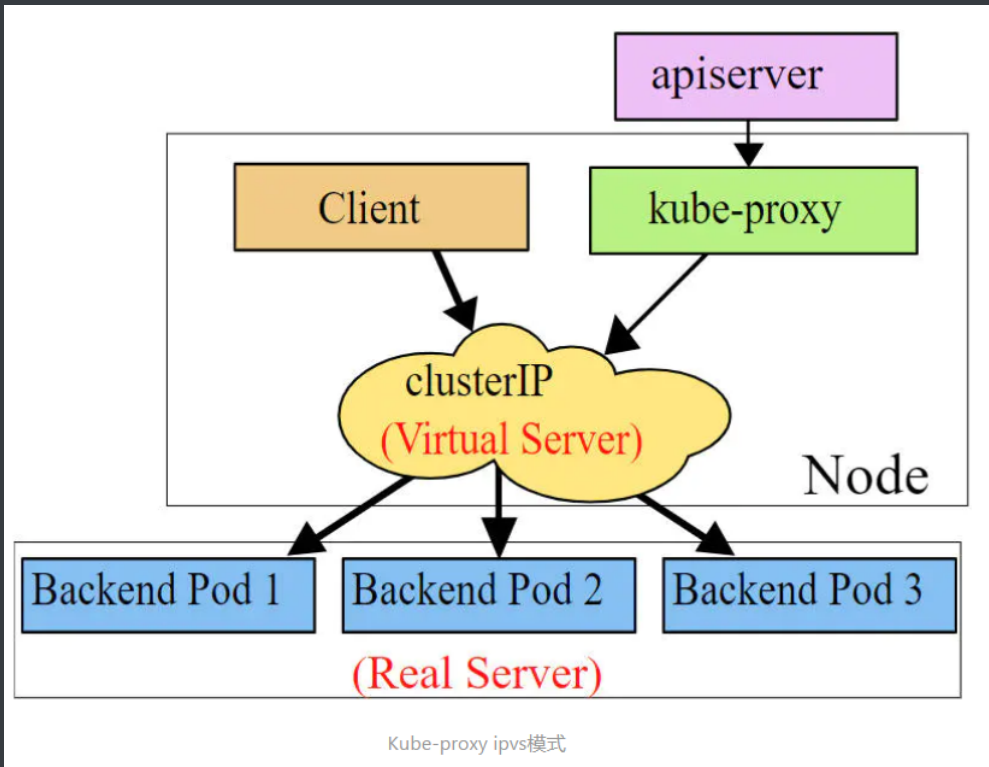 apiserver
Client
kube-proxy
clusterIP
(Virtual Server)
Node
Backend Pod 1
Backend Pod 2
Backend Pod 3
(Real Server)
Kube-proxy ipvs模式